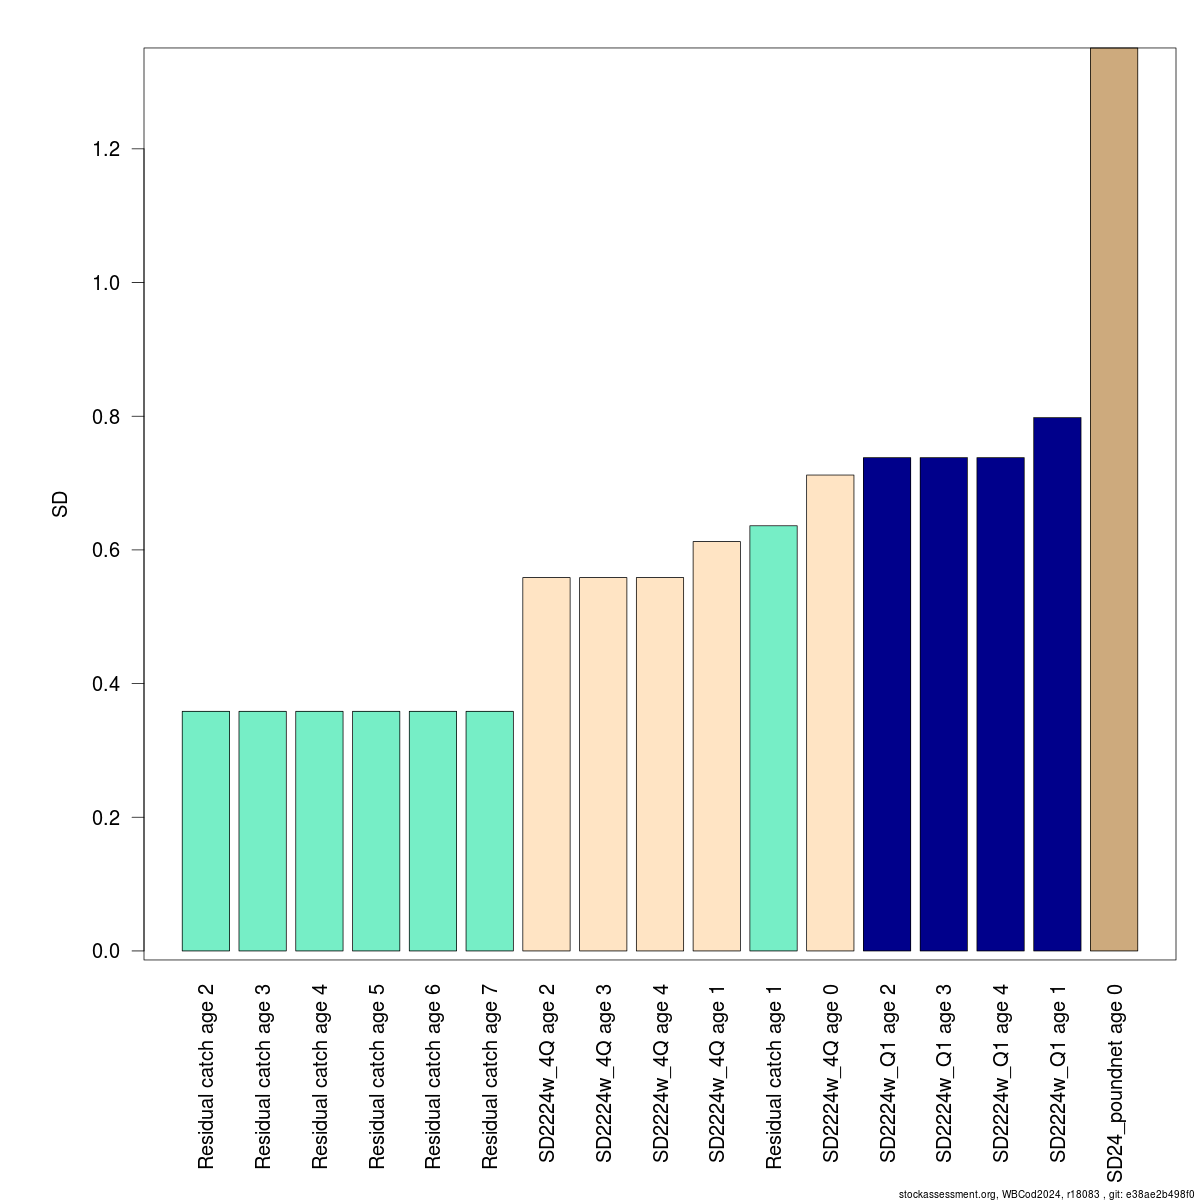 1.2
1.0
0.8
0.6
0.4
0.2
0.0
SD
Residual catch age 2
Residual catch age 3
Residual catch age 4
Residual catch age 5
Residual catch age 6
Residual catch age 7
SD2224w_4Q age 2
SD2224w_4Q age 3
SD2224w_4Q age 4
SD2224w_4Q age 1
Residual catch age 1
SD2224w_4Q age 0
SD2224w_Q1 age 2
SD2224w_Q1 age 3
SD2224w_Q1 age 4
SD2224w_Q1 age 1
SD24_poundnet age 0
stockassessment.org, WBCod2024, r18083 , git: e38ae2b496f0